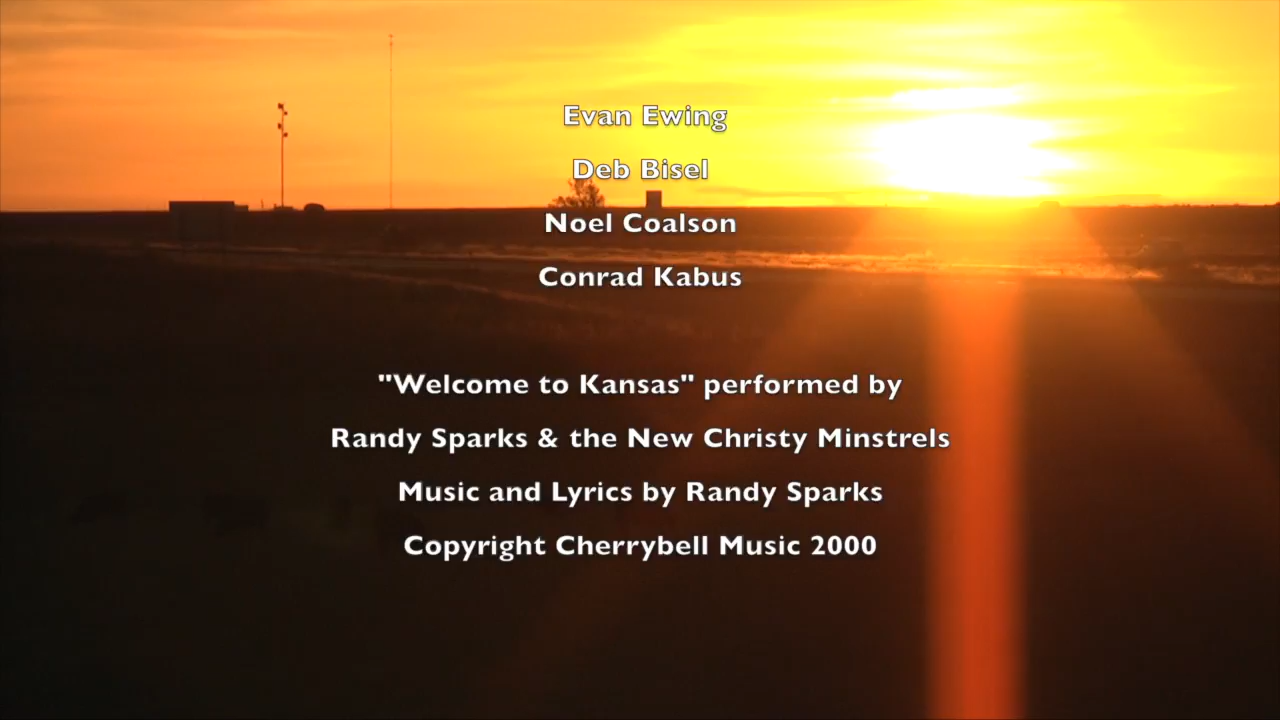 Evan Ewing
Deb Bisel
Noel Coalson
Conrad Kabus
"Welcome to Kansas" performed by
Randy Sparks & the New Christy Minstrels
Music and Lyrics by Randy Sparks
Copyright Cherrybell Music 2000